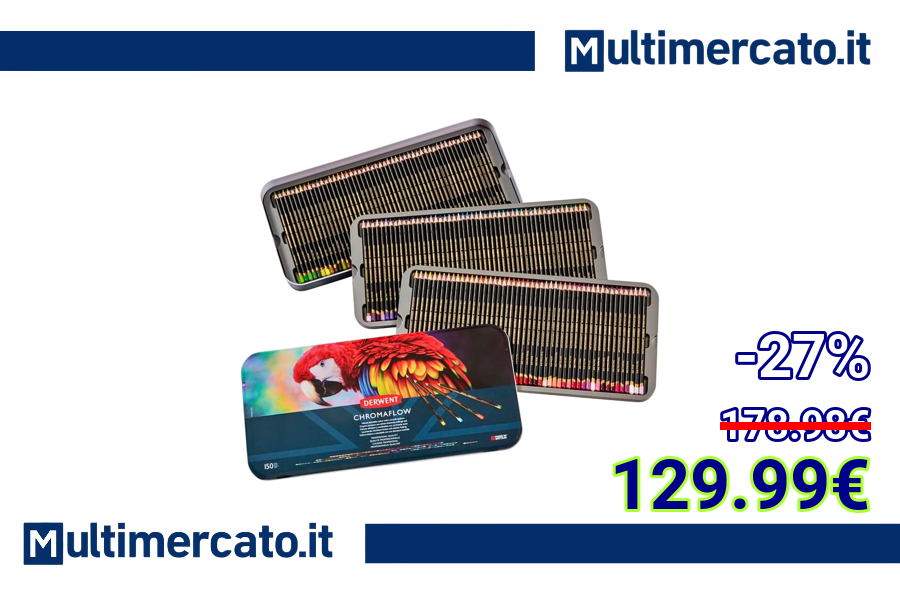 Multimercato.it
DERWENT
CHROMAFLOW
150
-27%
178.98€
129.99€
Multimercato.it